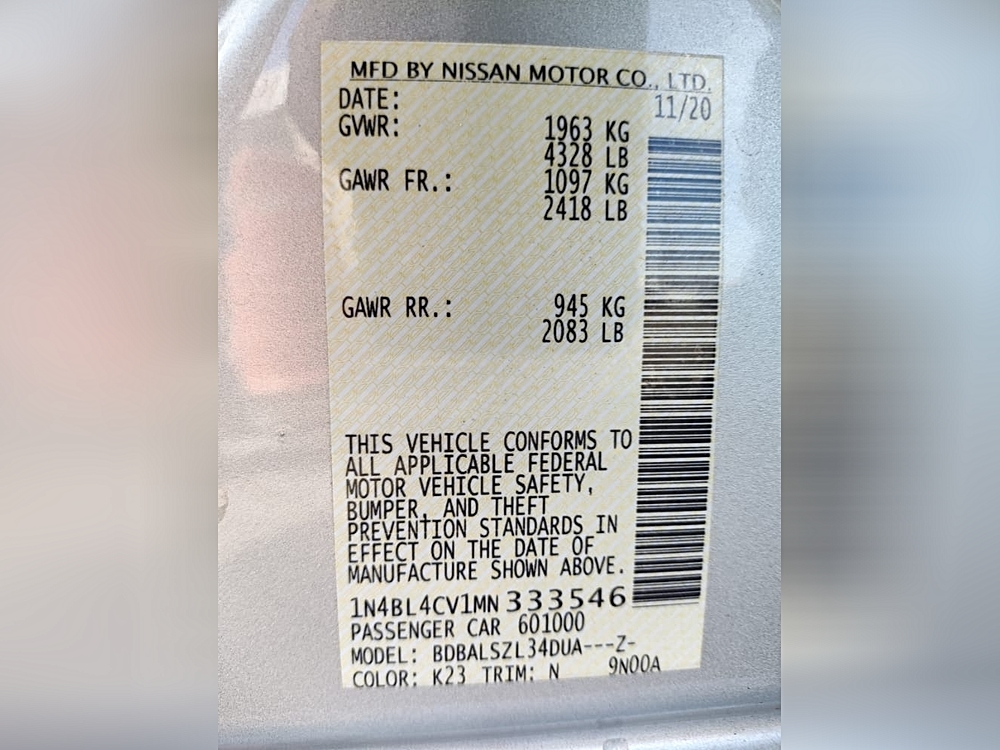 MFD BY NISSAN MOTOR CO., LTD.
DATE: 11/20
GVWR: 1963 KG
4328 LB
GAWR FR.: 1097 KG
2418 LB
GAWR RR.: 945 KG
2083 LB
THIS VEHICLE CONFORMS TO
ALL APPLICABLE FEDERAL
MOTOR VEHICLE SAFETY,
BUMPER, AND THEFT
PREVENTION STANDARDS IN
EFFECT ON THE DATE OF
MANUFACTURE SHOWN ABOVE.
1N4BL4CV1MN333546
PASSENGER CAR 601000
MODEL: BDBALSZL34DUA---Z-
COLOR: K23 TRIM: N 9N00A